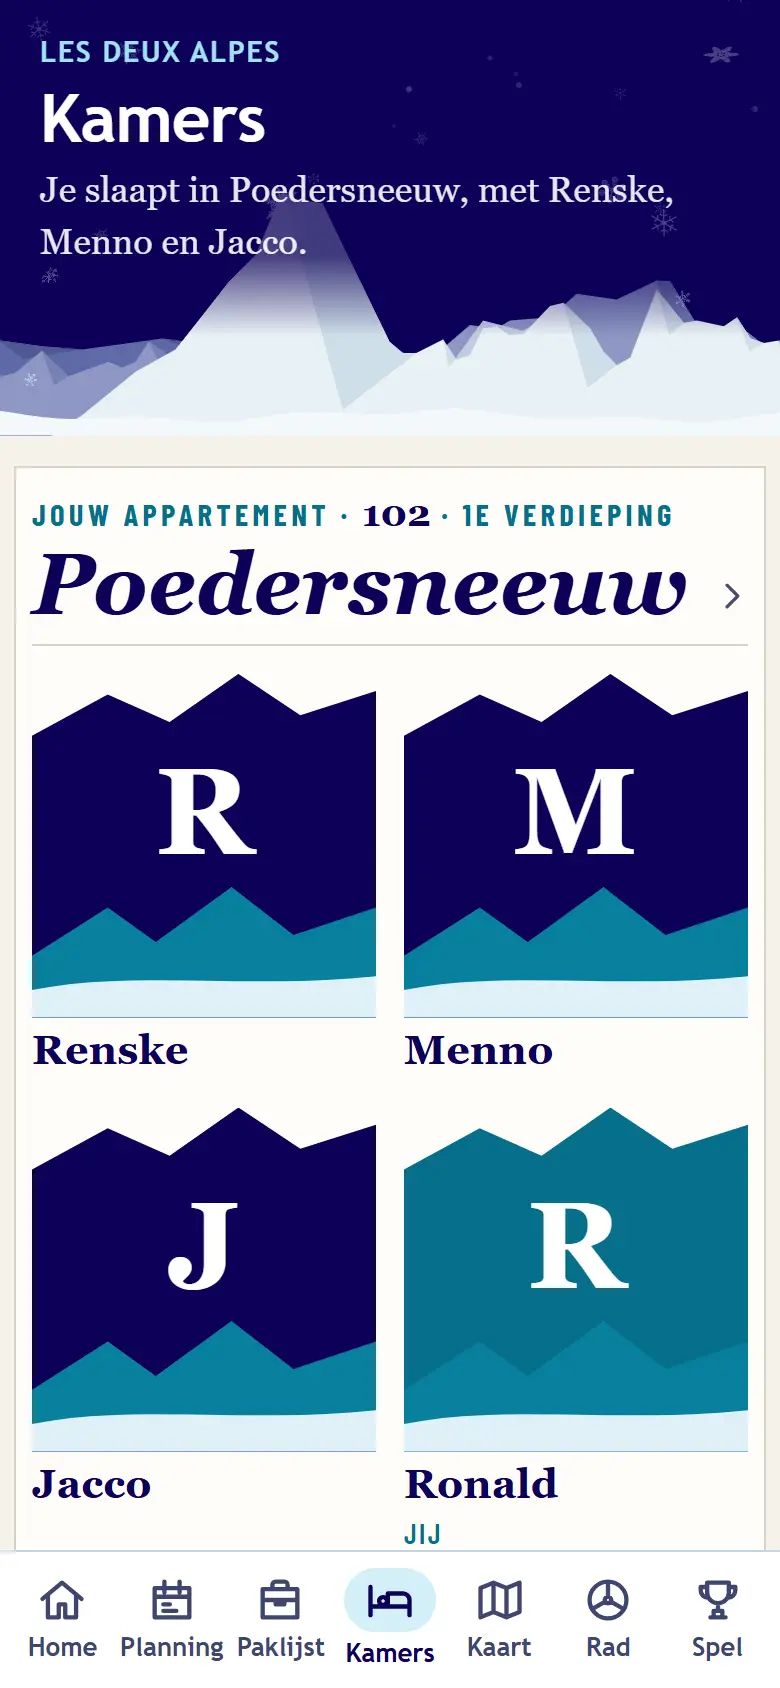 LES DEUX ALPES
Kamers
Je slaapt in Poedersneeuw, met Renske,
Menno en Jacco.
JOUW APPARTEMENT · 102 · 1E VERDIEPING
Poedersneeuw
R
M
Renske
Menno
J
R
Jacco
Ronald
JIJ
Home
Planning
Paklijst
Kamers
Kaart
Rad
Spel